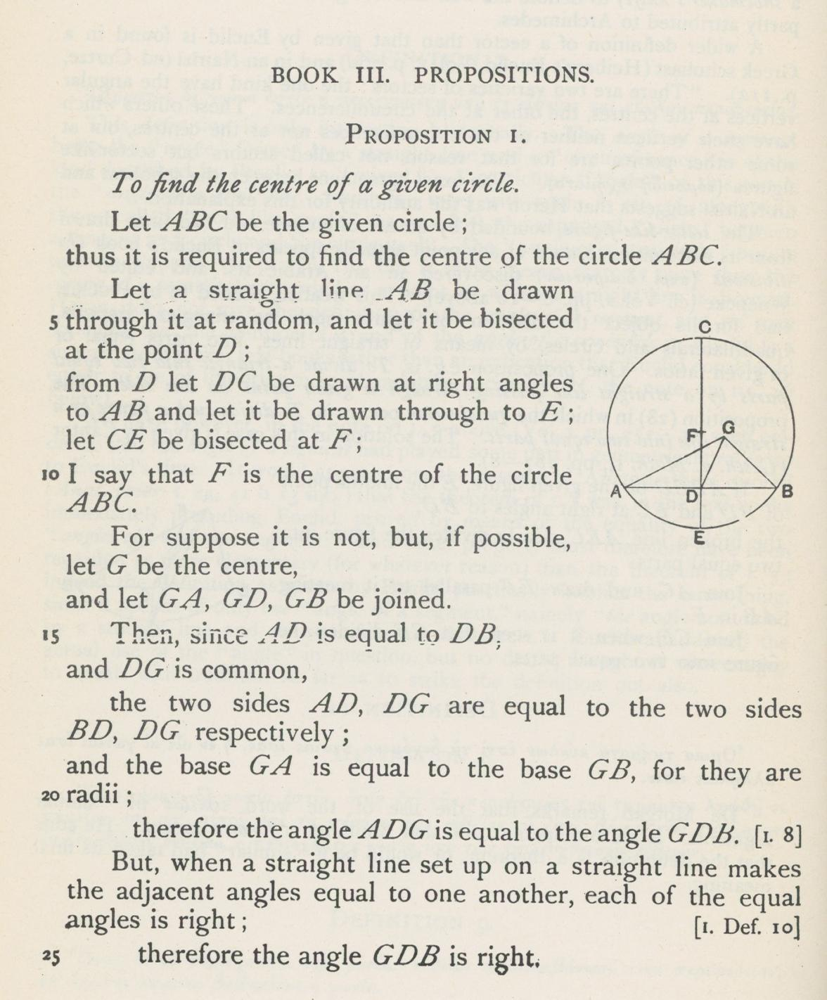 BOOK III. PROPOSITIONS.
PROPOSITION 1.
To find the centre of a given circle.
Let ABC be the given circle;
thus it is required to find the centre of the circle ABC
Let a straight line AB be drawn
5 through it at random, and let it be bisected
at the point D;
from D let DC be drawn at right angles
to AB and let it be drawn through to E;
let CE be bisected at F;
10 I say that F is the centre of the circle
ABC.
For suppose it is not, but, if possible,
let G be the centre,
and let GA, GD, GB be joined.
15 Then, since AD is equal to DB,
and DG is common,
the two sides AD, DG are equal to the two sides
BD, DG respectively;
and the base GA is equal to the base GB, for they are
20 radii;
therefore the angle ADG is equal to the angle GDB. [I. 8]
But, when a straight line set up on a straight line makes
the adjacent angles equal to one another, each of the equal
angles is right; [I. Def. 10]
25 therefore the angle GDB is right.
C
F G
A D B
E